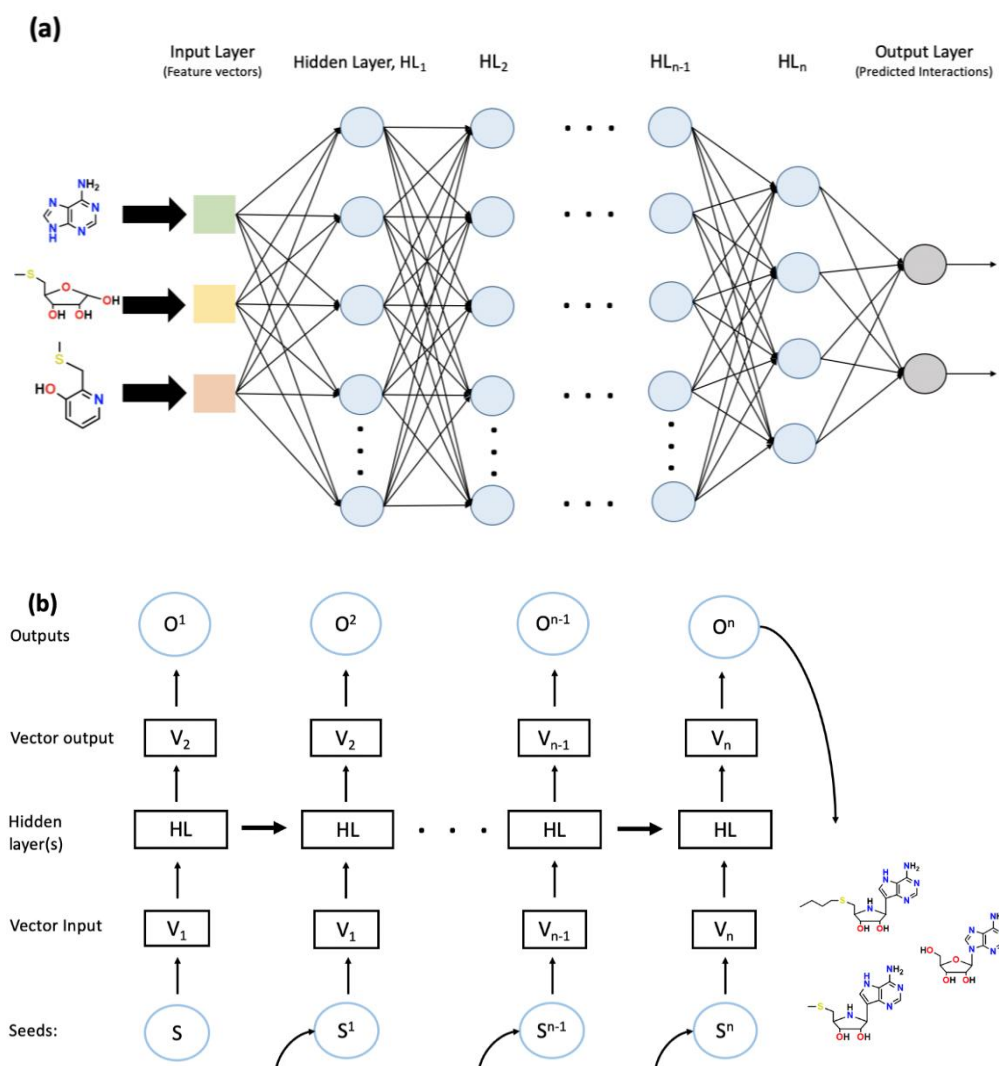 (a)
Input Layer
(Feature vectors)
Hidden Layer, HL₁
HL₂
HLₙ₋₁
HLₙ
Output Layer
(Predicted Interactions)
NH₂
N
N
N
N
H
S
O
OH
OH
OH
S
HO
N
(b)
Outputs
O¹
O²
Oⁿ⁻¹
Oⁿ
Vector output
V₂
V₂
Vₙ₋₁
Vₙ
Hidden
layer(s)
HL
HL
HL
HL
Vector Input
V₁
V₁
Vₙ₋₁
Vₙ
Seeds:
S
S¹
Sⁿ⁻¹
Sⁿ
H
N
NH₂
N
N
S
H
N
OH
OH
N
N
N
HO
O
OH
OH
H
N
NH₂
N
N
S
H
N
OH
OH